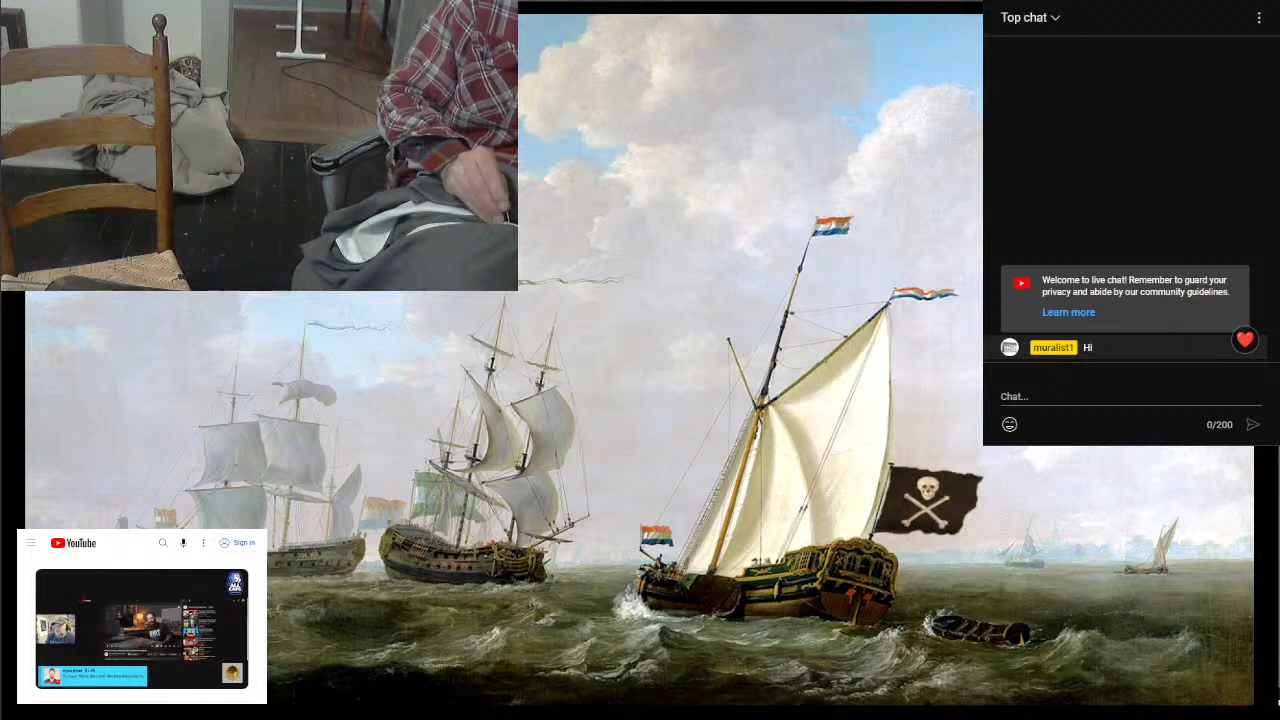 Top chat
Welcome to live chat! Remember to guard your
privacy and abide by our community guidelines.
Learn more
muralist1 Hi
Chat...
0/200
YouTube
Sign in